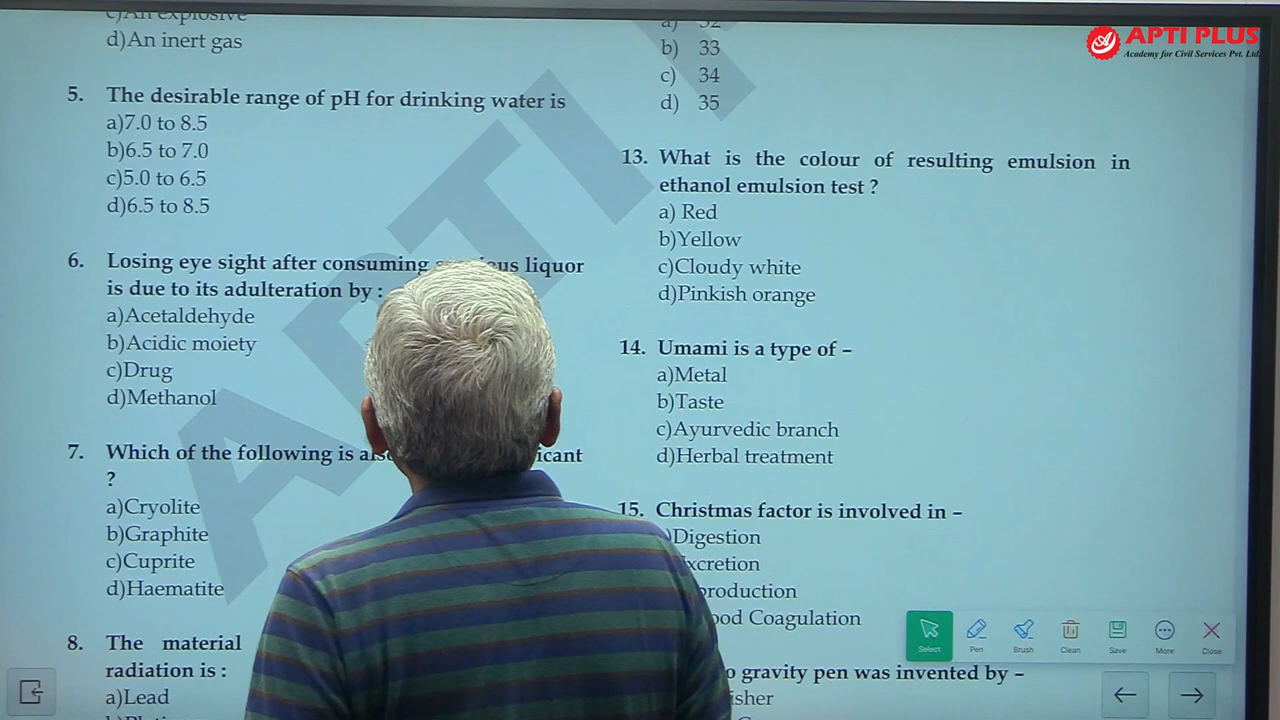 d)An inert gas
5. The desirable range of pH for drinking water is
a)7.0 to 8.5
b)6.5 to 7.0
c)5.0 to 6.5
d)6.5 to 8.5
6. Losing eye sight after consuming liquor
is due to its adulteration by :
a)Acetaldehyde
b)Acidic moiety
c)Drug
d)Methanol
7. Which of the following is
?
a)Cryolite
b)Graphite
c)Cuprite
d)Haematite
8. The material
radiation is :
a)Lead
b) 33
c) 34
d) 35
13. What is the colour of resulting emulsion in
ethanol emulsion test ?
a) Red
b)Yellow
c)Cloudy white
d)Pinkish orange
14. Umami is a type of –
a)Metal
b)Taste
c)Ayurvedic branch
d)Herbal treatment
15. Christmas factor is involved in –
)Digestion
Coagulation
gravity pen was invented by –
APTI PLUS
Academy for Civil Services Pvt. Ltd.
Select Pen Brush Clean Save More Close